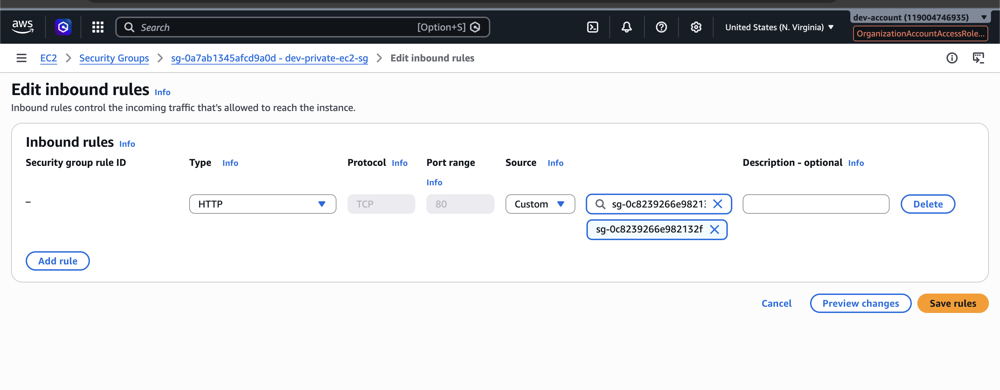 aws
Search [Option+S]
United States (N. Virginia)
dev-account (119004746935)
OrganizationAccountAccessRole...
EC2 > Security Groups > sg-0a7ab1345afcd9a0d - dev-private-ec2-sg > Edit inbound rules
Edit inbound rules Info
Inbound rules control the incoming traffic that's allowed to reach the instance.
Inbound rules Info
Security group rule ID Type Info Protocol Info Port range Info Source Info Description - optional Info
– HTTP TCP 80 Custom sg-0c8239266e98213 Delete
sg-0c8239266e982132f
Add rule
Cancel Preview changes Save rules